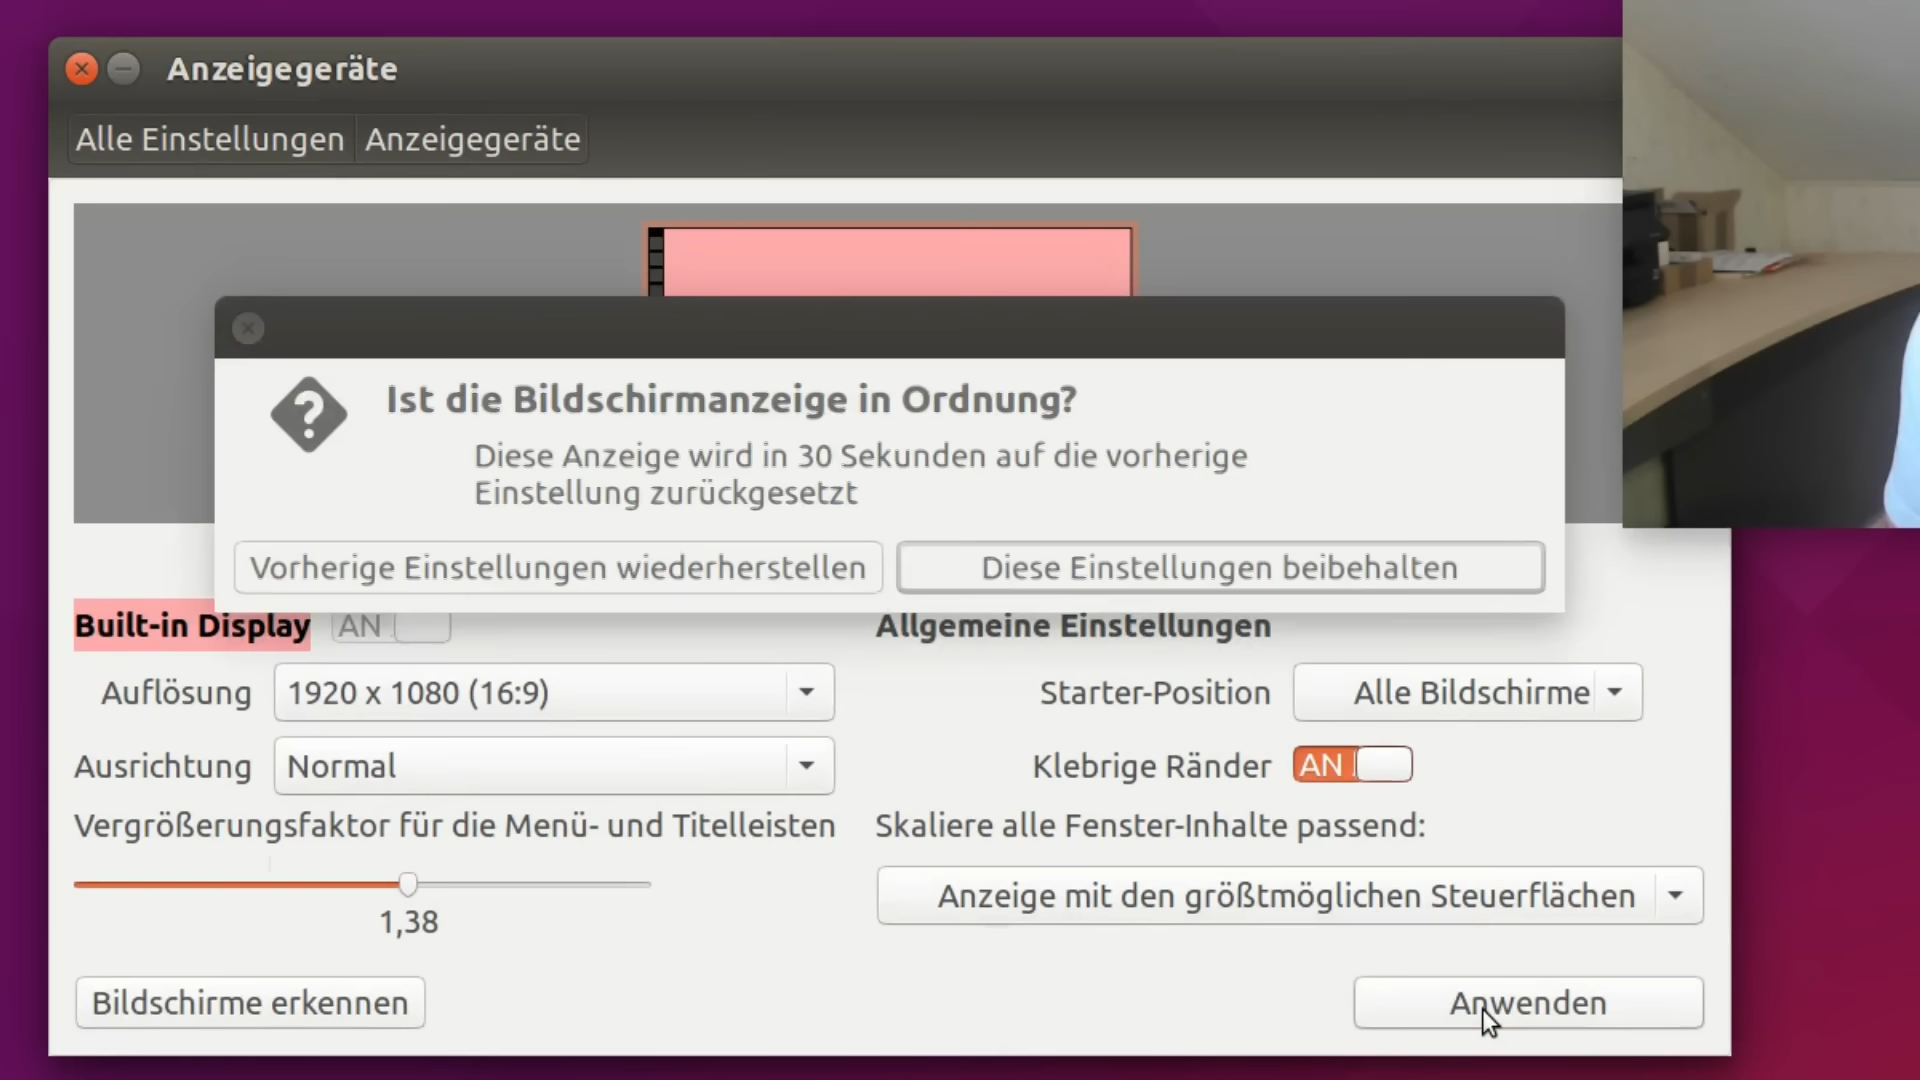 Anzeigegeräte
Alle Einstellungen Anzeigegeräte
Ist die Bildschirmanzeige in Ordnung?
Diese Anzeige wird in 30 Sekunden auf die vorherige
Einstellung zurückgesetzt
Vorherige Einstellungen wiederherstellen Diese Einstellungen beibehalten
Built-in Display AN Allgemeine Einstellungen
Auflösung 1920 x 1080 (16:9) Starter-Position Alle Bildschirme
Ausrichtung Normal Klebrige Ränder AN
Vergrößerungsfaktor für die Menü- und Titelleisten Skaliere alle Fenster-Inhalte passend:
Anzeige mit den größtmöglichen Steuerflächen
1,38
Bildschirme erkennen Anwenden